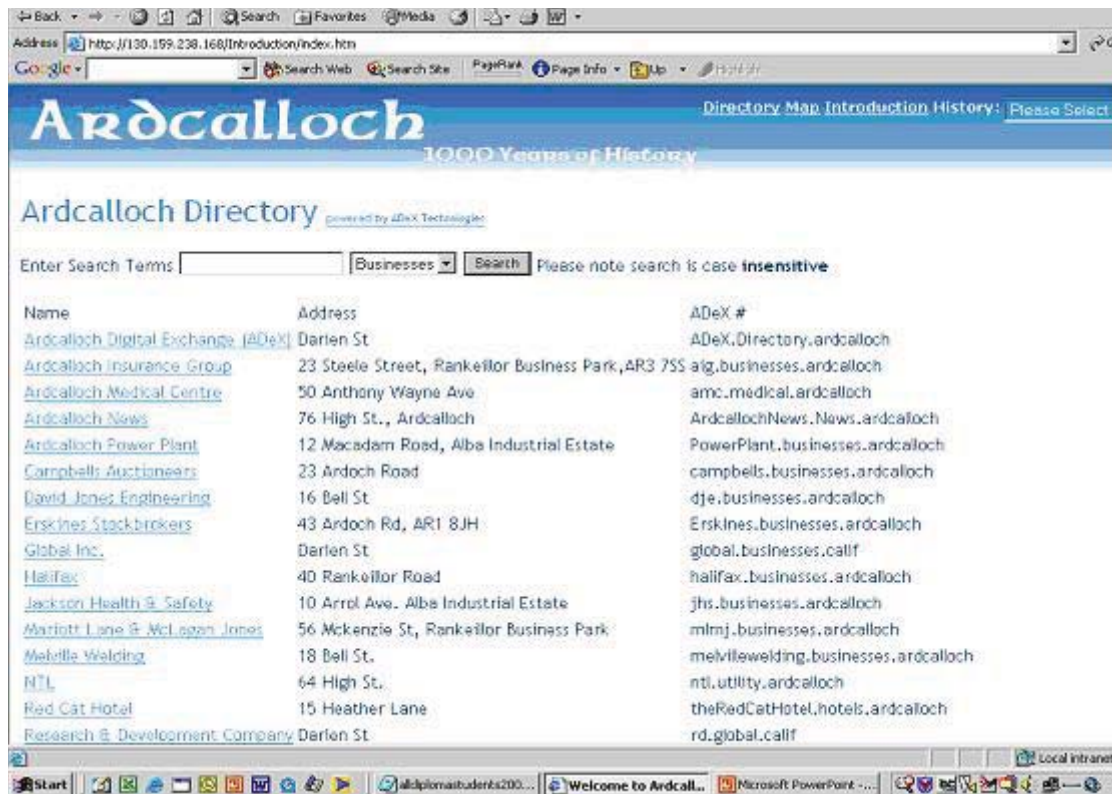 Back Search Favorites Media
Address http://130.159.238.168/Introduction/index.htm
Google Search Web Search Site PageRank Page Info Up
Ardcalloch Directory Map Introduction History: Please Select
1000 Years of History
Ardcalloch Directory powered by ADeX Technologies
Enter Search Terms Businesses Search Please note search is case insensitive
Name Address ADeX #
Ardcalloch Digital Exchange (ADeX) Darien St ADeX.Directory.ardcalloch
Ardcalloch Insurance Group 23 Steele Street, Rankeillor Business Park,AR3 7SS aig.businesses.ardcalloch
Ardcalloch Medical Centre 50 Anthony Wayne Ave amc.medical.ardcalloch
Ardcalloch News 76 High St., Ardcalloch ArdcallochNews.News.ardcalloch
Ardcalloch Power Plant 12 Macadam Road, Alba Industrial Estate PowerPlant.businesses.ardcalloch
Campbells Auctioneers 23 Ardoch Road campbells.businesses.ardcalloch
David Jones Engineering 16 Bell St dje.businesses.ardcalloch
Erskines Stockbrokers 43 Ardoch Rd, AR1 8JH Erskines.businesses.ardcalloch
Global Inc. Darien St global.businesses.calif
Halifax 40 Rankeillor Road halifax.businesses.ardcalloch
Jackson Health & Safety 10 Arrol Ave. Alba Industrial Estate jhs.businesses.ardcalloch
Marlott Lane & McLagan Jones 56 Mckenzie St, Rankeillor Business Park mlmj.businesses.ardcalloch
Melville Welding 18 Bell St. melvillewelding.businesses.ardcalloch
NTL 64 High St. ntl.utility.ardcalloch
Red Cat Hotel 15 Heather Lane theRedCatHotel.hotels.ardcalloch
Research & Development Company Darien St rd.global.calif
Local intranet
Start alldiplomastudents200... Welcome to Ardcall... Microsoft PowerPoint -...